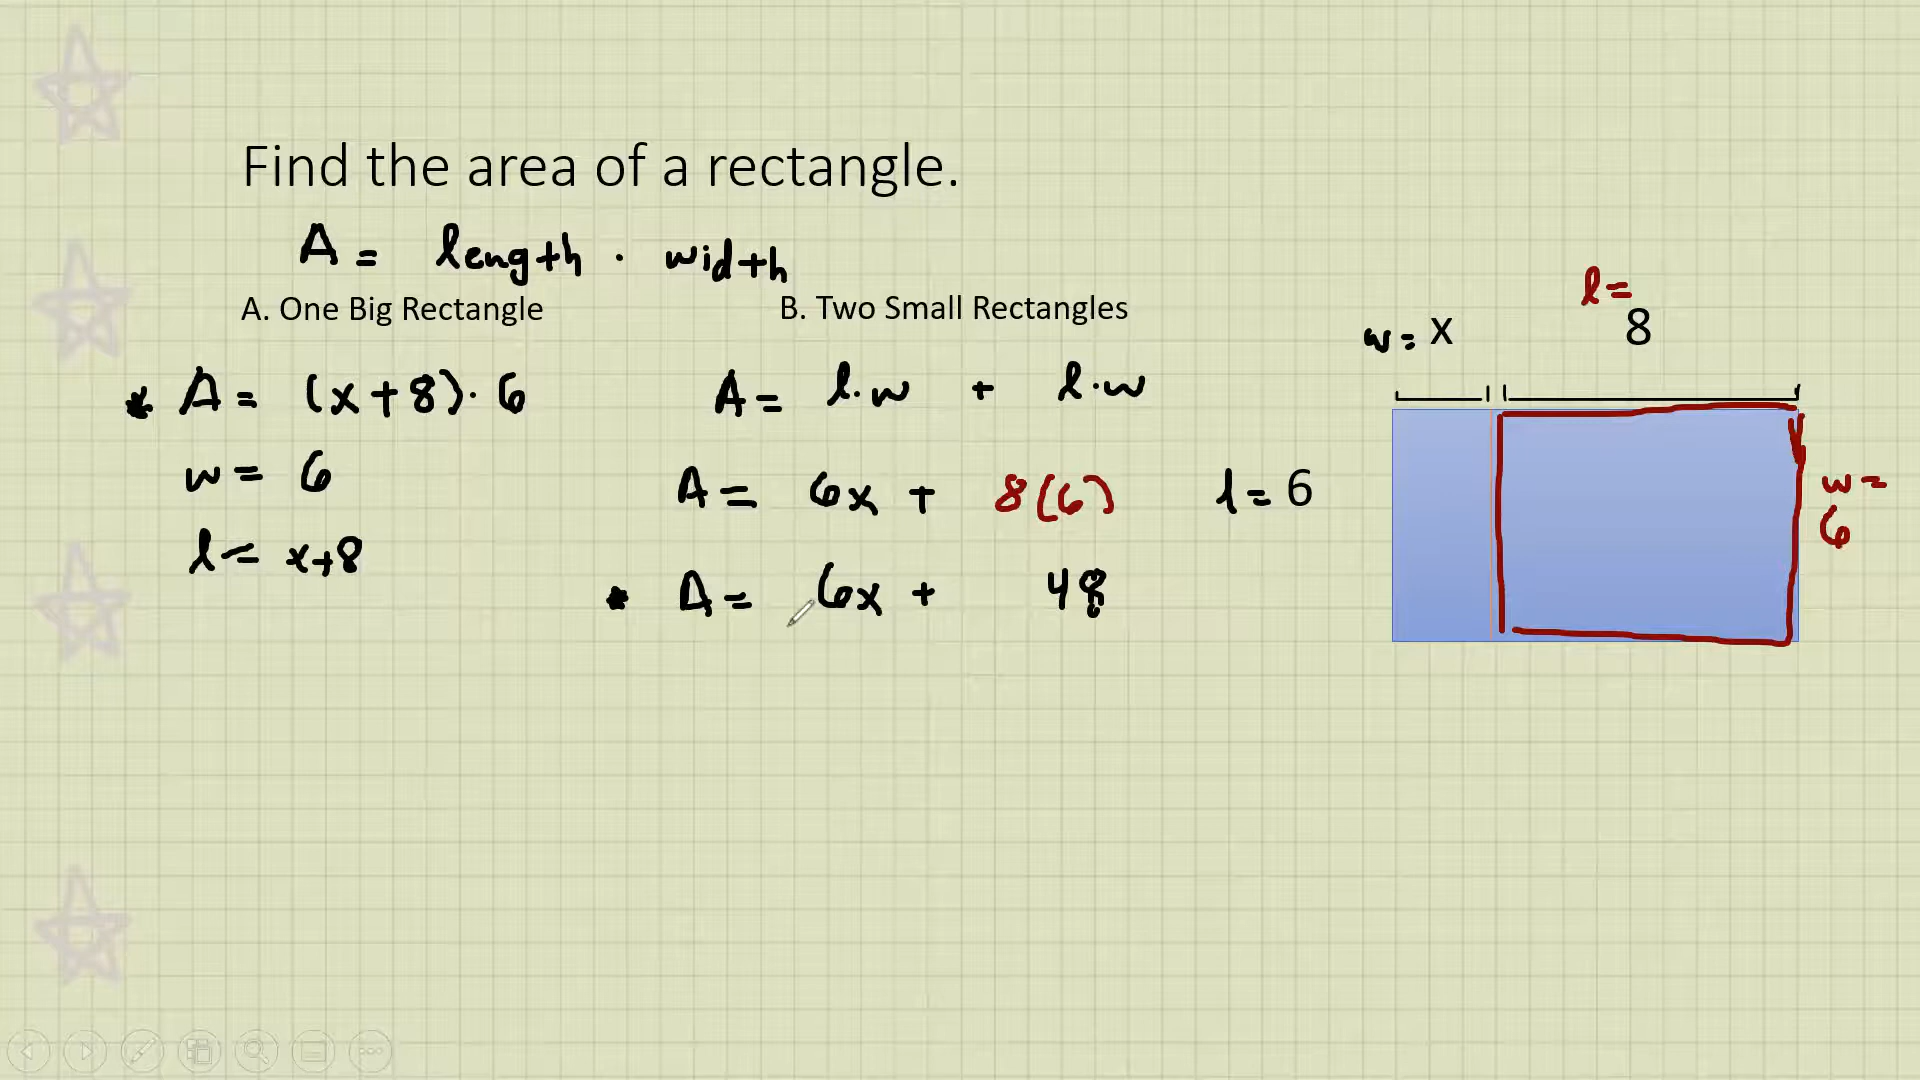 Find the area of a rectangle.
A = length · width
A. One Big Rectangle
B. Two Small Rectangles
* A = (x+8) · 6
w = 6
l = x+8
A = l·w + l·w
A = 6x + 8(6)
* A = 6x + 48
l =
w = x 8
l = 6
w =
6